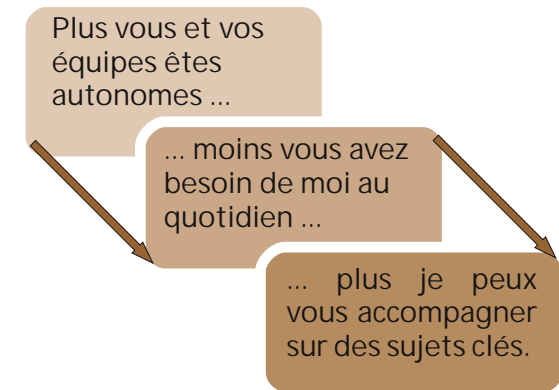 Plus vous et vos
équipes êtes
autonomes ...
... moins vous avez
besoin de moi au
quotidien ...
... plus je peux
vous accompagner
sur des sujets clés.